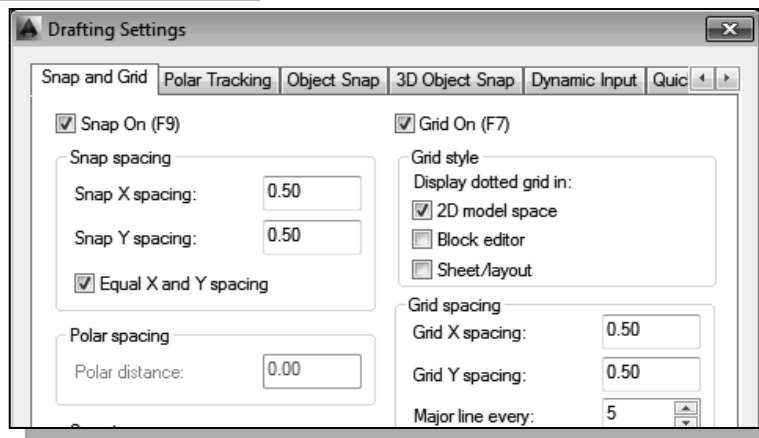 Drafting Settings
Snap and Grid Polar Tracking Object Snap 3D Object Snap Dynamic Input Quic
Snap On (F9)
Snap spacing
Snap X spacing: 0.50
Snap Y spacing: 0.50
Equal X and Y spacing
Polar spacing
Polar distance: 0.00
Grid On (F7)
Grid style
Display dotted grid in:
2D model space
Block editor
Sheet/layout
Grid spacing
Grid X spacing: 0.50
Grid Y spacing: 0.50
Major line every: 5